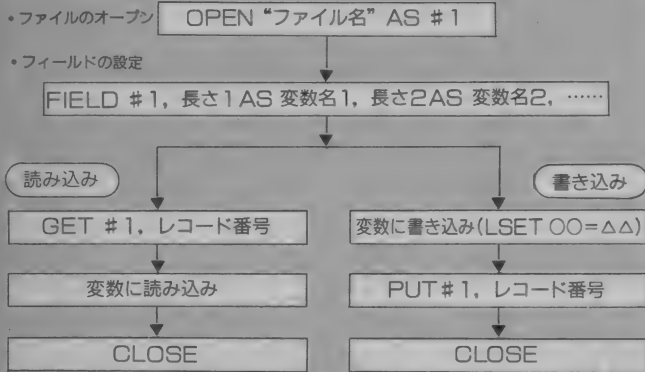 •ファイルのオープン
OPEN “ファイル名” AS #1
•フィールドの設定
FIELD #1, 長さ1AS 変数名1, 長さ2AS 変数名2, ……
読み込み
GET #1, レコード番号
変数に読み込み
CLOSE
書き込み
変数に書き込み(LSET ○○=△△)
PUT#1, レコード番号
CLOSE